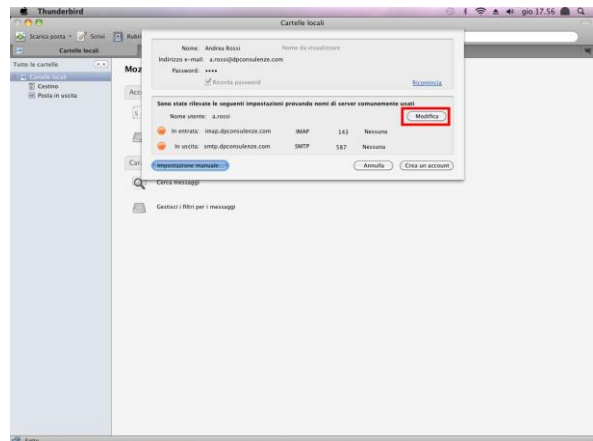 Thunderbird
gio 17.56
Cartelle locali
Scarica posta
Scrivi
Rubri
Cartelle locali
Tutte le cartelle
Cartelle locali
Cestino
Posta in uscita
Moz
Acc
Nome: Andrea Rossi Nome da visualizzare
Indirizzo e-mail: a.rossi@dpconsulenze.com
Password: ••••
Ricorda password
Ricomincia
Sono state rilevate le seguenti impostazioni provando nomi di server comunemente usati
Nome utente: a.rossi
Modifica
In entrata: imap.dpconsulenze.com IMAP 143 Nessuna
In uscita: smtp.dpconsulenze.com SMTP 587 Nessuna
Impostazione manuale...
Annulla
Crea un account
Cerca messaggi
Gestisci i filtri per i messaggi